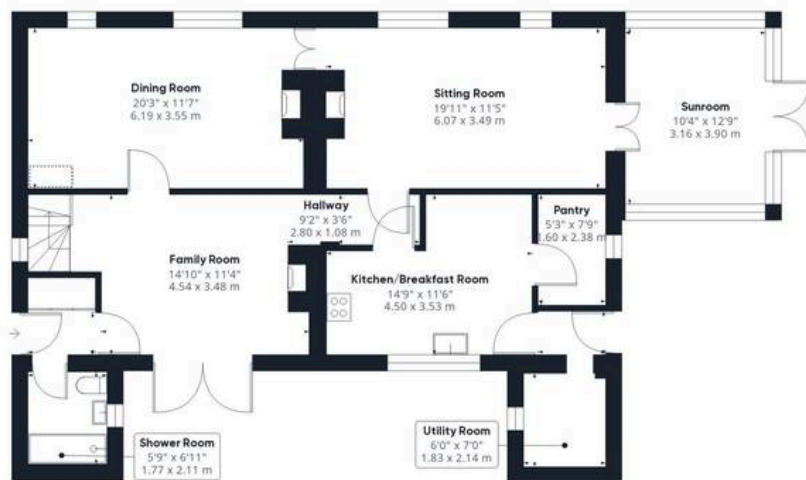 Dining Room
20'3" x 11'7"
6.19 x 3.55 m
Sitting Room
19'11" x 11'5"
6.07 x 3.49 m
Sunroom
10'4" x 12'9"
3.16 x 3.90 m
Hallway
9'2" x 3'6"
2.80 x 1.08 m
Pantry
5'3" x 7'9"
1.60 x 2.38 m
Family Room
14'10" x 11'4"
4.54 x 3.48 m
Kitchen/Breakfast Room
14'9" x 11'6"
4.50 x 3.53 m
Shower Room
5'9" x 6'11"
1.77 x 2.11 m
Utility Room
6'0" x 7'0"
1.83 x 2.14 m